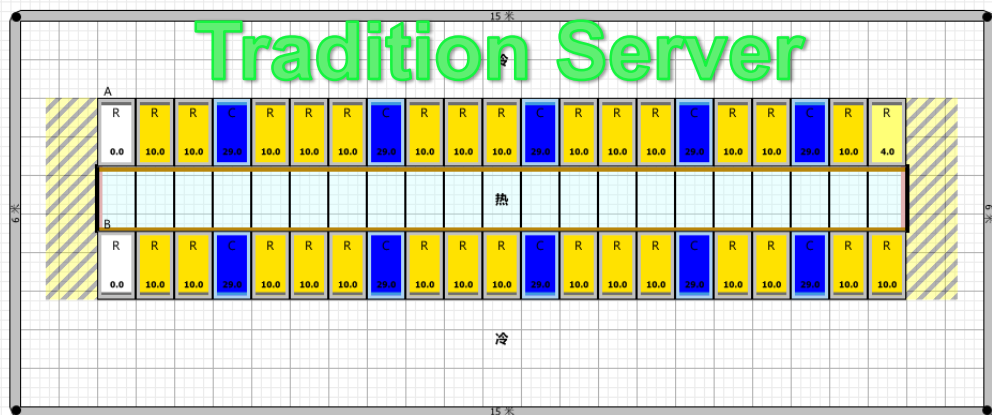 15 米
Tradition Server
冷
A
R R R C R R R C R R R C R R R C R R C R R
0.0 10.0 10.0 29.0 10.0 10.0 10.0 29.0 10.0 10.0 10.0 29.0 10.0 10.0 10.0 29.0 10.0 10.0 29.0 10.0 4.0
6 米
热
6 米
B
R R R C R R R C R R R C R R R C R R C R R
0.0 10.0 10.0 29.0 10.0 10.0 10.0 29.0 10.0 10.0 10.0 29.0 10.0 10.0 10.0 29.0 10.0 10.0 29.0 10.0 10.0
冷
15 米